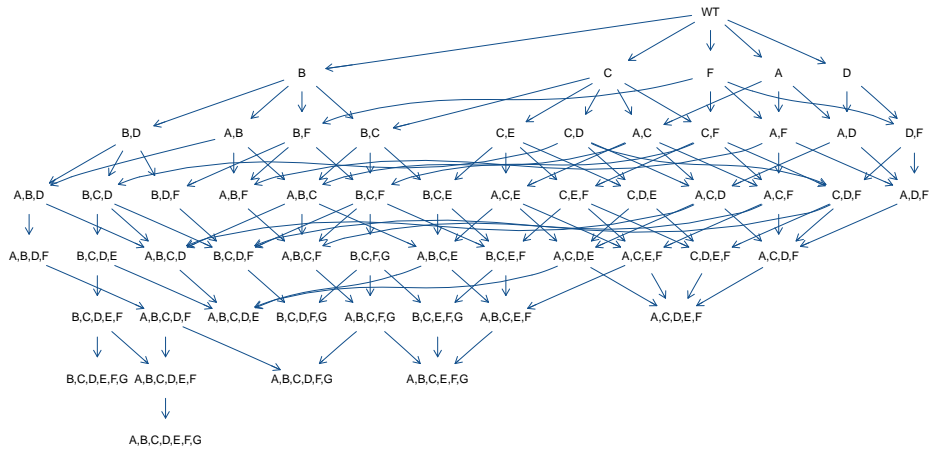 WT
B C F A D
B,D A,B B,F B,C C,E C,D A,C C,F A,F A,D D,F
A,B,D B,C,D B,D,F A,B,F A,B,C B,C,F B,C,E A,C,E C,E,F C,D,E A,C,D A,C,F C,D,F A,D,F
A,B,D,F B,C,D,E A,B,C,D B,C,D,F A,B,C,F B,C,F,G A,B,C,E B,C,E,F A,C,D,E A,C,E,F C,D,E,F A,C,D,F
B,C,D,E,F A,B,C,D,F A,B,C,D,E B,C,D,F,G A,B,C,F,G B,C,E,F,G A,B,C,E,F A,C,D,E,F
B,C,D,E,F,G A,B,C,D,E,F A,B,C,D,F,G A,B,C,E,F,G
A,B,C,D,E,F,G